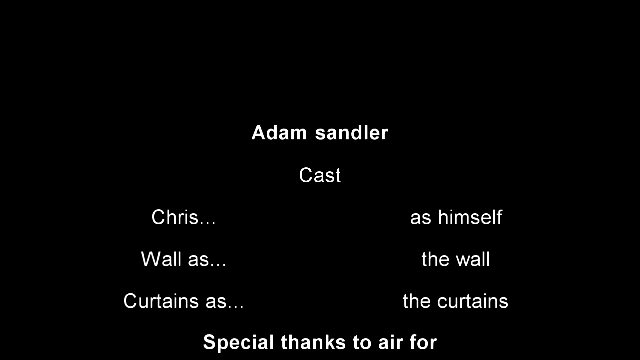 Adam sandler
Cast
Chris... as himself
Wall as... the wall
Curtains as... the curtains
Special thanks to air for